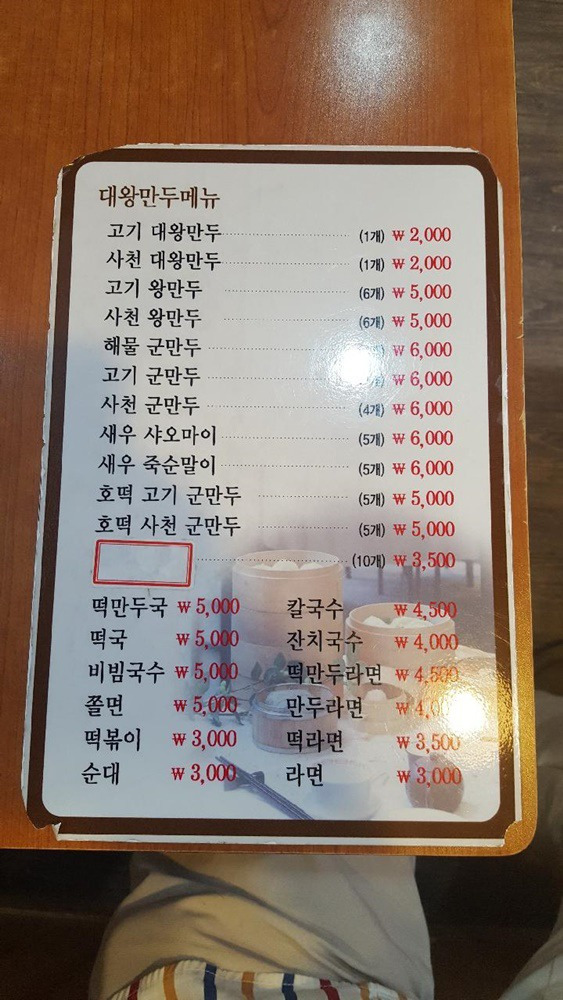 대왕만두메뉴
고기 대왕만두 (1개) ₩ 2,000
사천 대왕만두 (1개) ₩ 2,000
고기 왕만두 (6개) ₩ 5,000
사천 왕만두 (6개) ₩ 5,000
해물 군만두 ₩ 6,000
고기 군만두 ₩ 6,000
사천 군만두 (4개) ₩ 6,000
새우 샤오마이 (5개) ₩ 6,000
새우 죽순말이 (5개) ₩ 6,000
호떡 고기 군만두 (5개) ₩ 5,000
호떡 사천 군만두 (5개) ₩ 5,000
(10개) ₩ 3,500
떡만두국 ₩ 5,000 칼국수 ₩ 4,500
떡국 ₩ 5,000 잔치국수 ₩ 4,000
비빔국수 ₩ 5,000 떡만두라면 ₩ 4,500
쫄면 ₩ 5,000 만두라면 ₩
떡볶이 ₩ 3,000 떡라면 ₩ 3,500
순대 ₩ 3,000 라면 ₩ 3,000